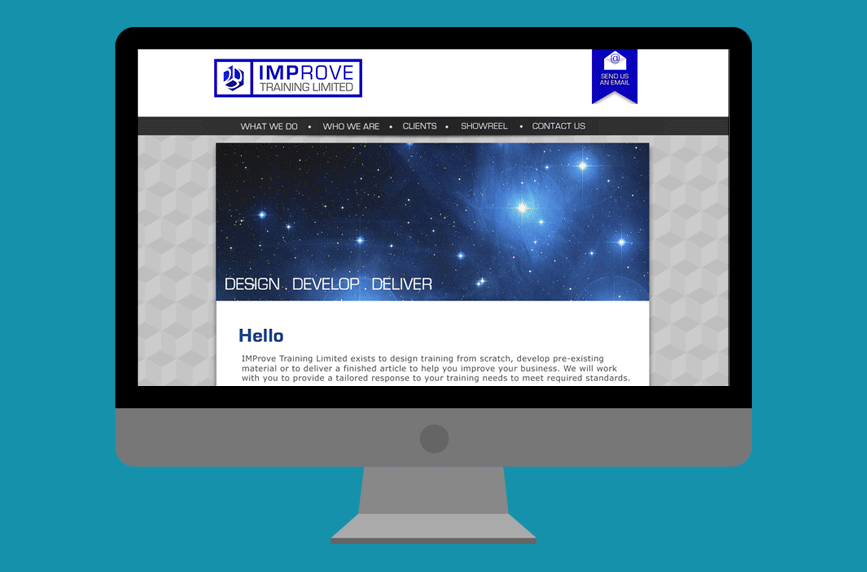 IMPROVE
TRAINING LIMITED
@
SEND US
AN EMAIL
WHAT WE DO • WHO WE ARE • CLIENTS • SHOWREEL • CONTACT US
DESIGN . DEVELOP . DELIVER
Hello
IMProve Training Limited exists to design training from scratch, develop pre-existing
material or to deliver a finished article to help you improve your business. We will work
with you to provide a tailored response to your training needs to meet required standards.